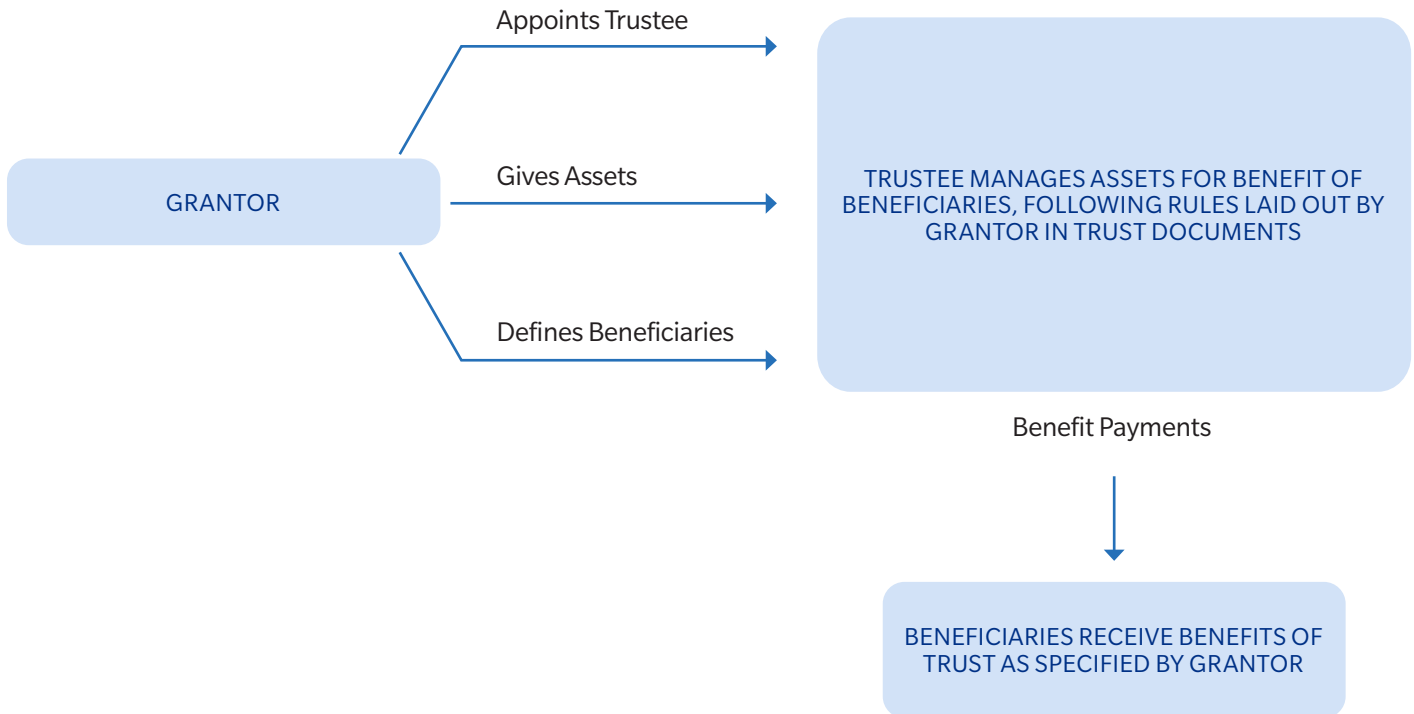 Appoints Trustee
GRANTOR
Gives Assets
Defines Beneficiaries
TRUSTEE MANAGES ASSETS FOR BENEFIT OF
BENEFICIARIES, FOLLOWING RULES LAID OUT BY
GRANTOR IN TRUST DOCUMENTS
Benefit Payments
BENEFICIARIES RECEIVE BENEFITS OF
TRUST AS SPECIFIED BY GRANTOR